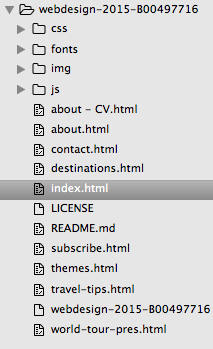 webdesign-2015-B00497716
css
fonts
img
js
about - CV.html
about.html
contact.html
destinations.html
index.html
LICENSE
README.md
subscribe.html
themes.html
travel-tips.html
webdesign-2015-B00497716
world-tour-pres.html